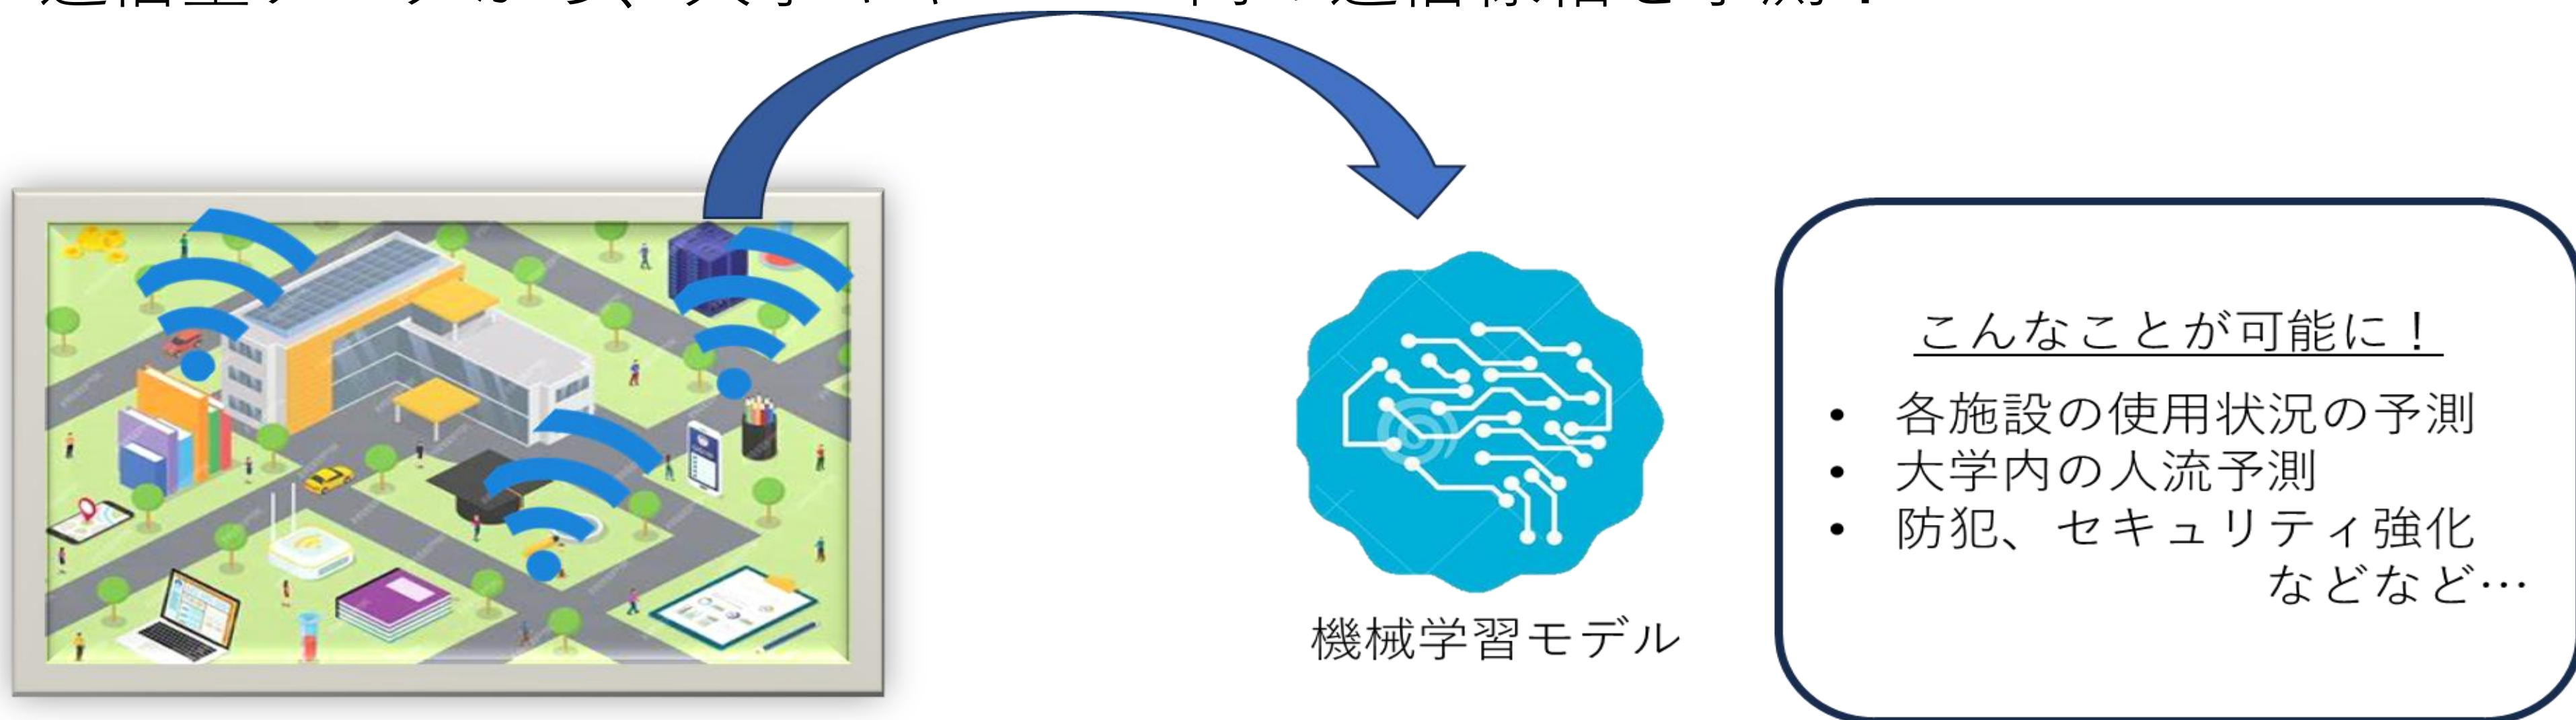 こんなことが可能に！
• 各施設の使用状況の予測
• 大学内の人流予測
• 防犯、セキュリティ強化
などなど…
機械学習モデル